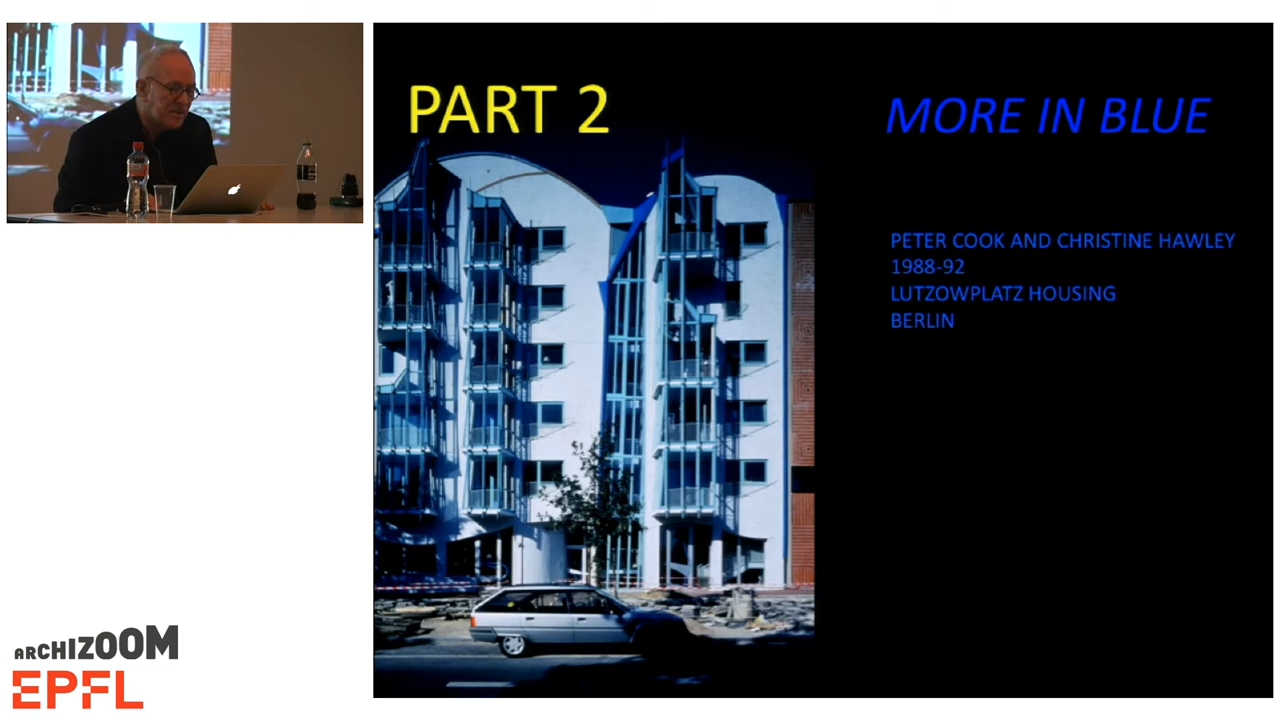 PART 2
MORE IN BLUE
PETER COOK AND CHRISTINE HAWLEY
1988-92
LUTZOWPLATZ HOUSING
BERLIN
ARCHIZOOM
EPFL